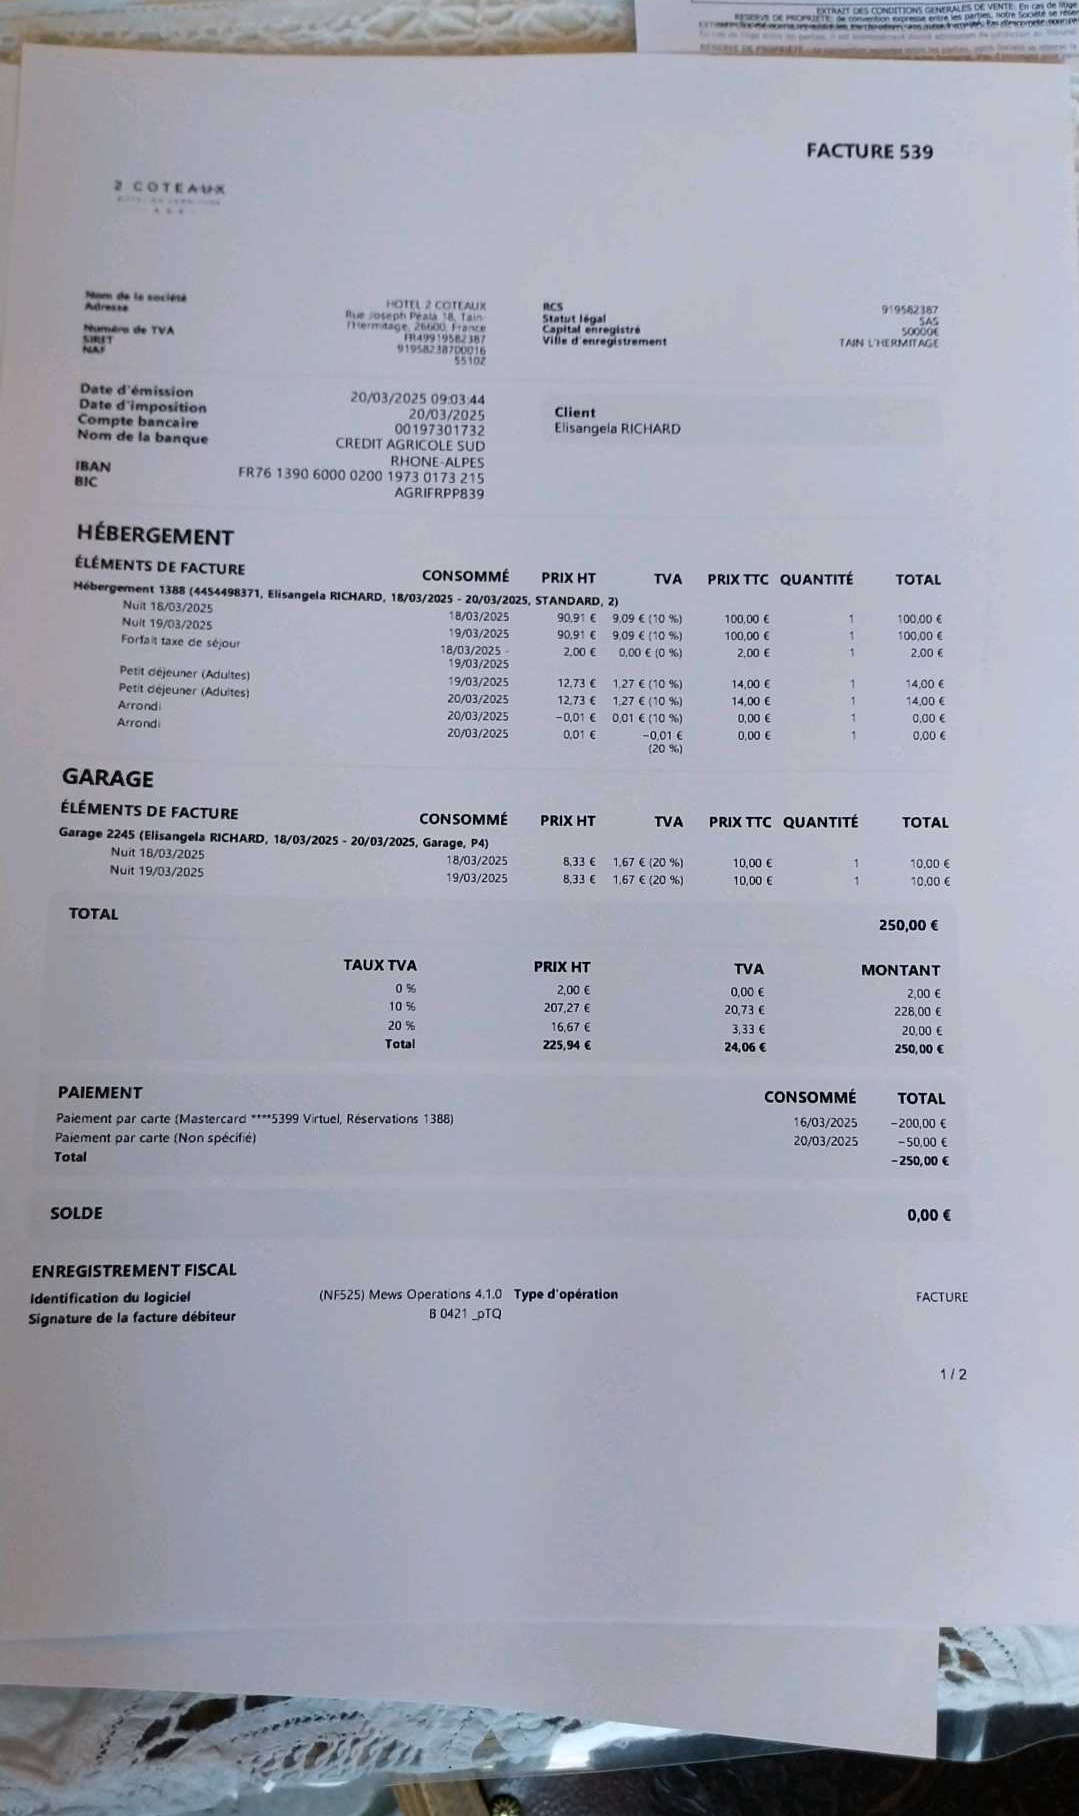 EXTRAIT DES CONDITIONS GENERALES DE VENTE: En cas de litige
RESERVE DE PROPRIETE: de convention expresse entre les parties, notre Société se réser
FACTURE 539
2 COTEAUX
Nom de la société HOTEL 2 COTEAUX
Adresse Rue Joseph Péala 18, Tain-
l'Hermitage, 26600, France
Numéro de TVA FR49919582387
SIRET 91958238700016
NAF 5510Z
RCS 919582387
Statut légal SAS
Capital enregistré 50000€
Ville d'enregistrement TAIN L'HERMITAGE
Date d'émission 20/03/2025 09:03:44
Date d'imposition 20/03/2025
Compte bancaire 00197301732
Nom de la banque CREDIT AGRICOLE SUD
RHONE-ALPES
IBAN FR76 1390 6000 0200 1973 0173 215
BIC AGRIFRPP839
Client
Elisangela RICHARD
HÉBERGEMENT
ÉLÉMENTS DE FACTURE CONSOMMÉ PRIX HT TVA PRIX TTC QUANTITÉ TOTAL
Hébergement 1388 (4454498371, Elisangela RICHARD, 18/03/2025 - 20/03/2025, STANDARD, 2)
Nuit 18/03/2025 18/03/2025 90,91 € 9,09 € (10 %) 100,00 € 1 100,00 €
Nuit 19/03/2025 19/03/2025 90,91 € 9,09 € (10 %) 100,00 € 1 100,00 €
Forfait taxe de séjour 18/03/2025 - 2,00 € 0,00 € (0 %) 2,00 € 1 2,00 €
19/03/2025
Petit déjeuner (Adultes) 19/03/2025 12,73 € 1,27 € (10 %) 14,00 € 1 14,00 €
Petit déjeuner (Adultes) 20/03/2025 12,73 € 1,27 € (10 %) 14,00 € 1 14,00 €
Arrondi 20/03/2025 −0,01 € 0,01 € (10 %) 0,00 € 1 0,00 €
Arrondi 20/03/2025 0,01 € −0,01 € 0,00 € 1 0,00 €
(20 %)
GARAGE
ÉLÉMENTS DE FACTURE CONSOMMÉ PRIX HT TVA PRIX TTC QUANTITÉ TOTAL
Garage 2245 (Elisangela RICHARD, 18/03/2025 - 20/03/2025, Garage, P4)
Nuit 18/03/2025 18/03/2025 8,33 € 1,67 € (20 %) 10,00 € 1 10,00 €
Nuit 19/03/2025 19/03/2025 8,33 € 1,67 € (20 %) 10,00 € 1 10,00 €
TOTAL 250,00 €
TAUX TVA PRIX HT TVA MONTANT
0 % 2,00 € 0,00 € 2,00 €
10 % 207,27 € 20,73 € 228,00 €
20 % 16,67 € 3,33 € 20,00 €
Total 225,94 € 24,06 € 250,00 €
PAIEMENT CONSOMMÉ TOTAL
Paiement par carte (Mastercard ****5399 Virtuel, Réservations 1388) 16/03/2025 −200,00 €
Paiement par carte (Non spécifié) 20/03/2025 −50,00 €
Total −250,00 €
SOLDE 0,00 €
ENREGISTREMENT FISCAL
Identification du logiciel (NF525) Mews Operations 4.1.0 Type d'opération FACTURE
Signature de la facture débiteur B 0421 _pTQ
1 / 2